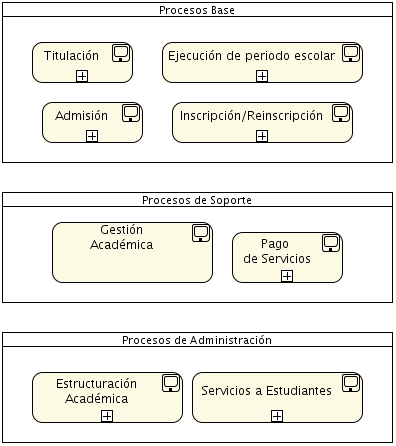 Procesos Base
Titulación
Ejecución de periodo escolar
Admisión
Inscripción/Reinscripción
Procesos de Soporte
Gestión
Académica
Pago
de Servicios
Procesos de Administración
Estructuración
Académica
Servicios a Estudiantes